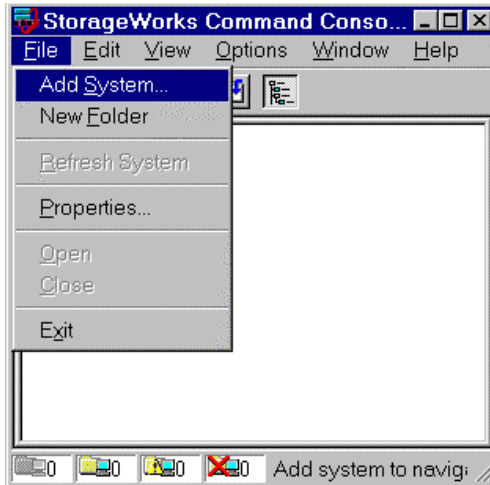 StorageWorks Command Conso...
File Edit View Options Window Help
Add System...
New Folder
Refresh System
Properties...
Open
Close
Exit
0 0 0 0 Add system to navig